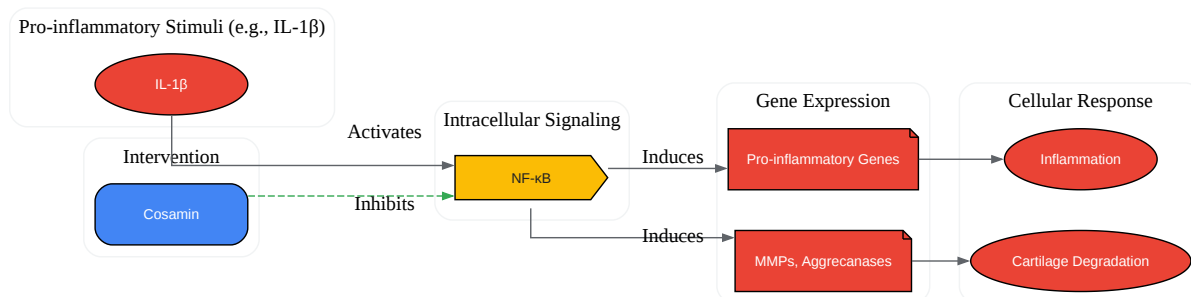 Pro-inflammatory Stimuli (e.g., IL-1β)
IL-1β
Intervention
Cosamin
Activates
Inhibits
Intracellular Signaling
NF-κB
Induces
Induces
Gene Expression
Pro-inflammatory Genes
MMPs, Aggrecanases
Cellular Response
Inflammation
Cartilage Degradation